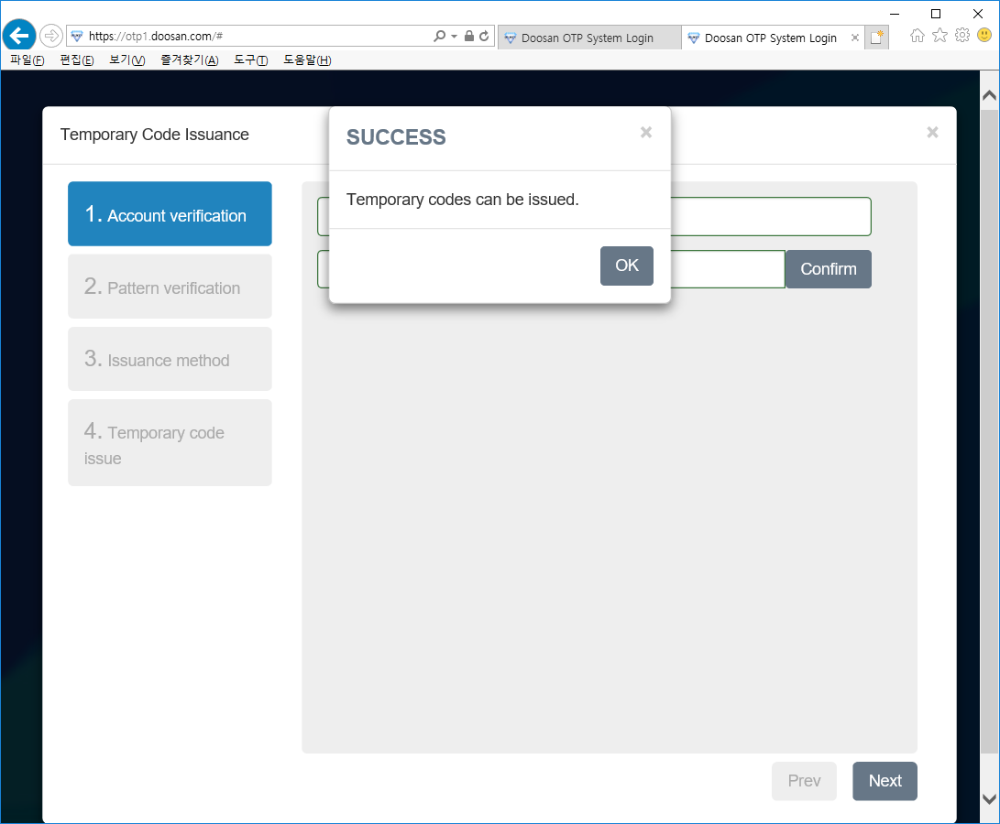 https://otp1.doosan.com/#
Doosan OTP System Login
Doosan OTP System Login
파일(F) 편집(E) 보기(V) 즐겨찾기(A) 도구(T) 도움말(H)
Temporary Code Issuance
SUCCESS
Temporary codes can be issued.
OK
1. Account verification
2. Pattern verification
3. Issuance method
4. Temporary code
issue
Confirm
Prev
Next